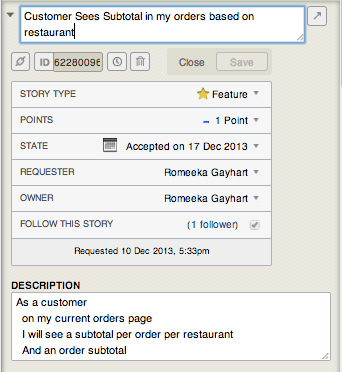 Customer Sees Subtotal in my orders based on
restaurant
ID 62280096
Close Save
STORY TYPE Feature
POINTS 1 Point
STATE Accepted on 17 Dec 2013
REQUESTER Romeeka Gayhart
OWNER Romeeka Gayhart
FOLLOW THIS STORY (1 follower)
Requested 10 Dec 2013, 5:33pm
DESCRIPTION
As a customer
on my current orders page
I will see a subtotal per order per restaurant
And an order subtotal